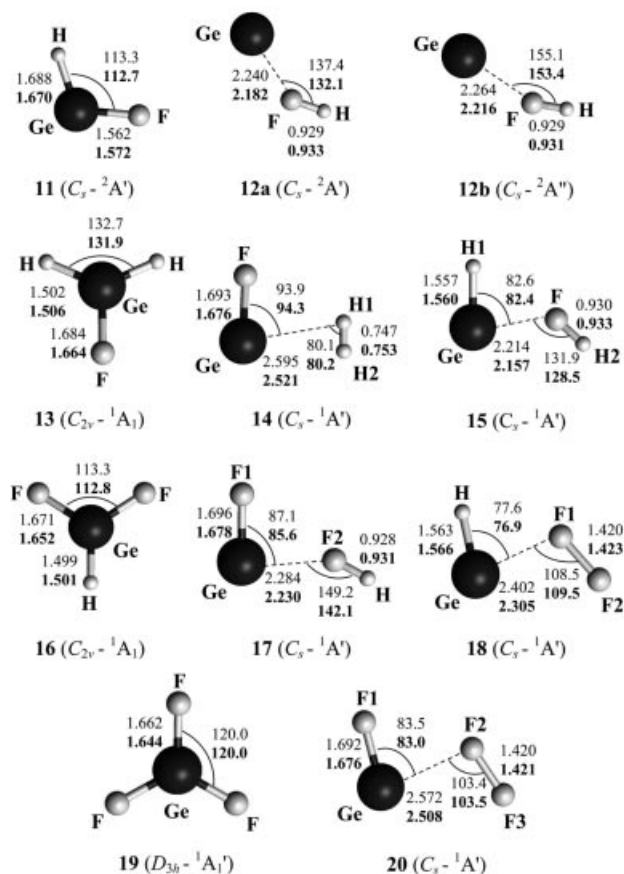 H
113.3
112.7
1.688
1.670
F
Ge
1.562
1.572
11 (Cs - ²A')
Ge
137.4
132.1
2.240
2.182
F
H
0.929
0.933
12a (Cs - ²A')
Ge
155.1
153.4
2.264
2.216
F
H
0.929
0.931
12b (Cs - ²A")
132.7
131.9
H
H
Ge
1.502
1.506
1.684
1.664
F
13 (C2v - ¹A1)
F
1.693
1.676
93.9
94.3
H1
0.747
0.753
Ge
2.595
2.521
80.1
80.2
H2
14 (Cs - ¹A')
H1
1.557
1.560
82.6
82.4
F
0.930
0.933
Ge
2.214
2.157
131.9
128.5
H2
15 (Cs - ¹A')
113.3
112.8
F
F
Ge
1.671
1.652
1.499
1.501
H
16 (C2v - ¹A1)
F1
1.696
1.678
87.1
85.6
F2
0.928
0.931
Ge
2.284
2.230
149.2
142.1
H
17 (Cs - ¹A')
H
1.563
1.566
77.6
76.9
F1
1.420
1.423
Ge
2.402
2.305
108.5
109.5
F2
18 (Cs - ¹A')
F
1.662
1.644
120.0
120.0
F
Ge
F
19 (D3h - ¹A1')
F1
1.692
1.676
83.5
83.0
F2
1.420
1.421
Ge
2.572
2.508
103.4
103.5
F3
20 (Cs - ¹A')